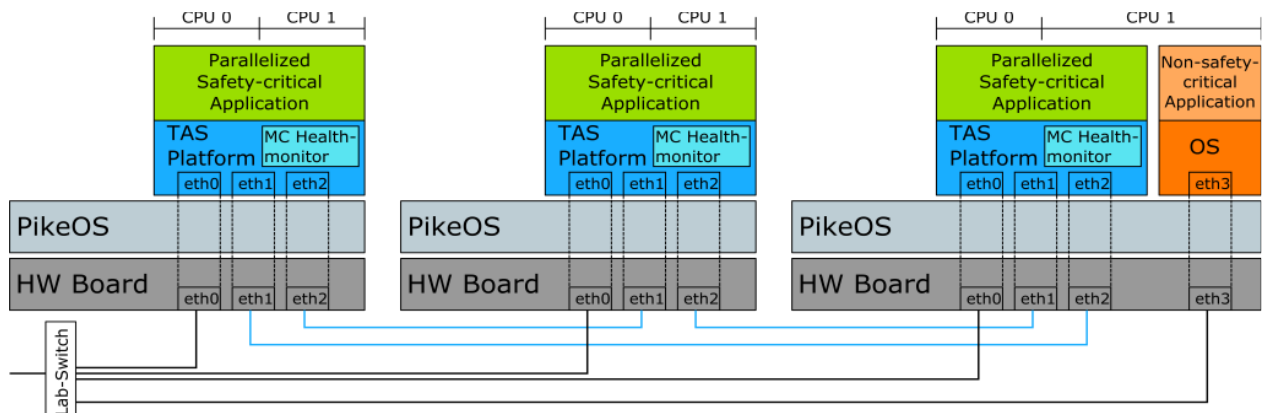 CPU 0 CPU 1 CPU 0 CPU 1 CPU 0 CPU 1
Parallelized
Safety-critical
Application
TAS
Platform
MC Health-
monitor
eth0 eth1 eth2
PikeOS
HW Board
eth0 eth1 eth2
Parallelized
Safety-critical
Application
TAS
Platform
MC Health-
monitor
eth0 eth1 eth2
PikeOS
HW Board
eth0 eth1 eth2
Parallelized
Safety-critical
Application
TAS
Platform
MC Health-
monitor
eth0 eth1 eth2
Non-safety-
critical
Application
OS
eth3
PikeOS
HW Board
eth0 eth1 eth2 eth3
Lab-Switch